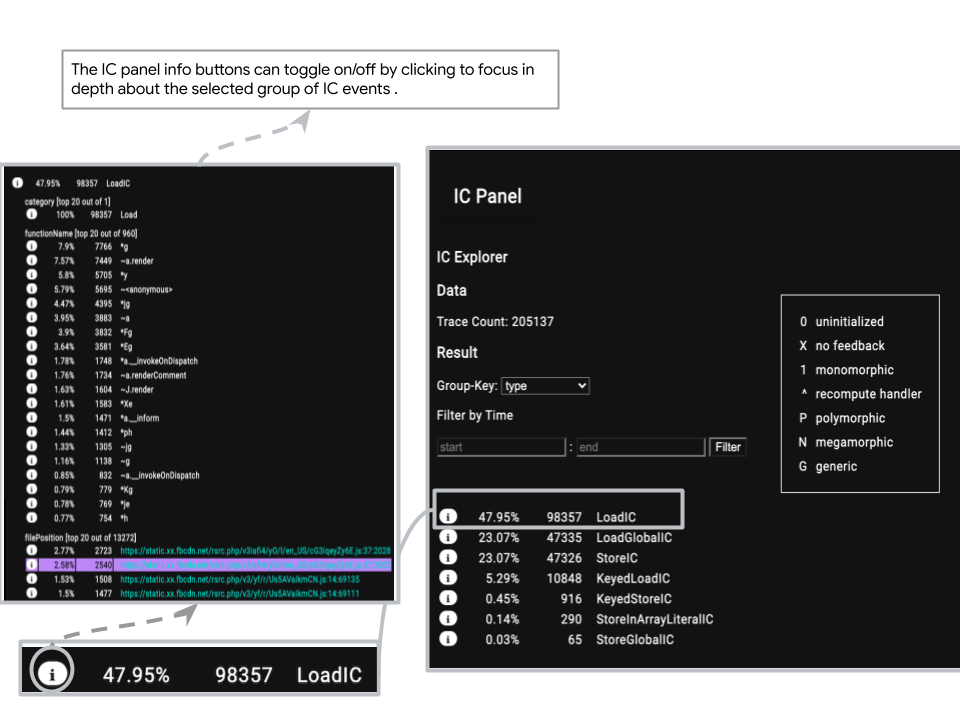 The IC panel info buttons can toggle on/off by clicking to focus in
depth about the selected group of IC events .
47.95% 98357 LoadIC
category [top 20 out of 1]
100% 98357 Load
functionName [top 20 out of 960]
7.9% 7766 *g
7.57% 7449 ~a.render
5.8% 5705 *y
5.79% 5695 ~<anonymous>
4.47% 4395 *jg
3.95% 3883 ~a
3.9% 3832 *Fg
3.64% 3581 *Eg
1.78% 1748 *a.__invokeOnDispatch
1.76% 1734 ~a.renderComment
1.63% 1604 ~J.render
1.61% 1583 *Xe
1.5% 1471 *a.__inform
1.44% 1412 *ph
1.33% 1305 ~jg
1.16% 1138 ~g
0.85% 832 ~a.__invokeOnDispatch
0.79% 779 *Kg
0.78% 769 *je
0.77% 754 *h
filePosition [top 20 out of 13272]
2.77% 2723 https://static.xx.fbcdn.net/rsrc.php/v3iafi4/yO/l/en_US/cG3iqeyZy6E.js:37:2028
2.58% 2540
1.53% 1508 https://static.xx.fbcdn.net/rsrc.php/v3/yf/r/Us5AVaIkmCN.js:14:69135
1.5% 1477 https://static.xx.fbcdn.net/rsrc.php/v3/yf/r/Us5AVaIkmCN.js:14:69111
47.95% 98357 LoadIC
IC Panel
IC Explorer
Data
Trace Count: 205137
Result
Group-Key: type
Filter by Time
start : end Filter
0 uninitialized
X no feedback
1 monomorphic
^ recompute handler
P polymorphic
N megamorphic
G generic
47.95% 98357 LoadIC
23.07% 47335 LoadGlobalIC
23.07% 47326 StoreIC
5.29% 10848 KeyedLoadIC
0.45% 916 KeyedStoreIC
0.14% 290 StoreInArrayLiteralIC
0.03% 65 StoreGlobalIC